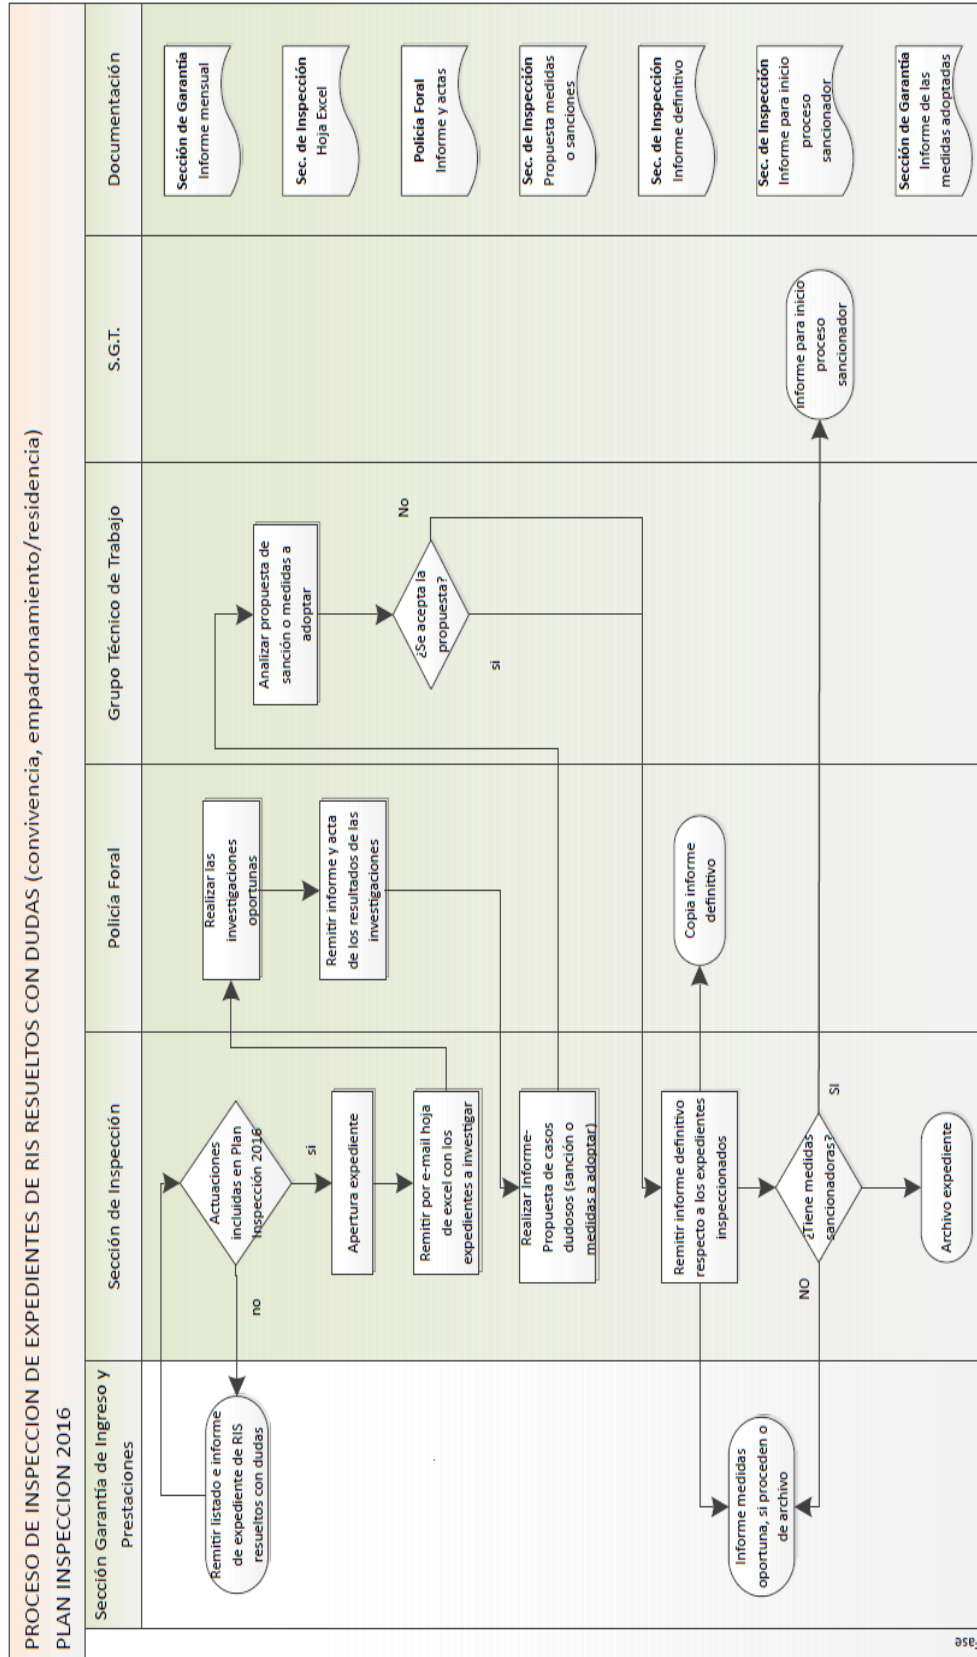 PROCESO DE INSPECCION DE EXPEDIENTES DE RIS RESUELTOS CON DUDAS (convivencia, empadronamiento/residencia)
PLAN INSPECCION 2016
Sección Garantía de Ingreso y
Prestaciones
Sección de Inspección
Policía Foral
Grupo Técnico de Trabajo
S.G.T.
Documentación
Remitir listado e informe
de expediente de RIS
resueltos con dudas
Actuaciones
incluidas en Plan
Inspección 2016
no
si
Apertura expediente
Remitir por e-mail hoja
de excel con los
expedientes a investigar
Realizar las
investigaciones
oportunas
Remitir informe y acta
de los resultados de las
investigaciones
Realizar Informe-
Propuesta de casos
dudosos (sanción o
medidas a adoptar)
Analizar propuesta de
sanción o medidas a
adoptar
¿Se acepta la
propuesta?
No
si
Remitir informe definitivo
respecto a los expedientes
inspeccionados
Copia informe
definitivo
Informe medidas
oportuna, si proceden o
de archivo
¿Tiene medidas
sancionadoras?
NO
SI
Archivo expediente
Informe para inicio
proceso
sancionador
Sección de Garantía
Informe mensual
Sec. de Inspección
Hoja Excel
Policía Foral
Informe y actas
Sec. de Inspección
Propuesta medidas
o sanciones
Sec. de Inspección
Informe definitivo
Sec. de Inspección
Informe para inicio
proceso
sancionador
Sección de Garantía
Informe de las
medidas adoptadas
Fase